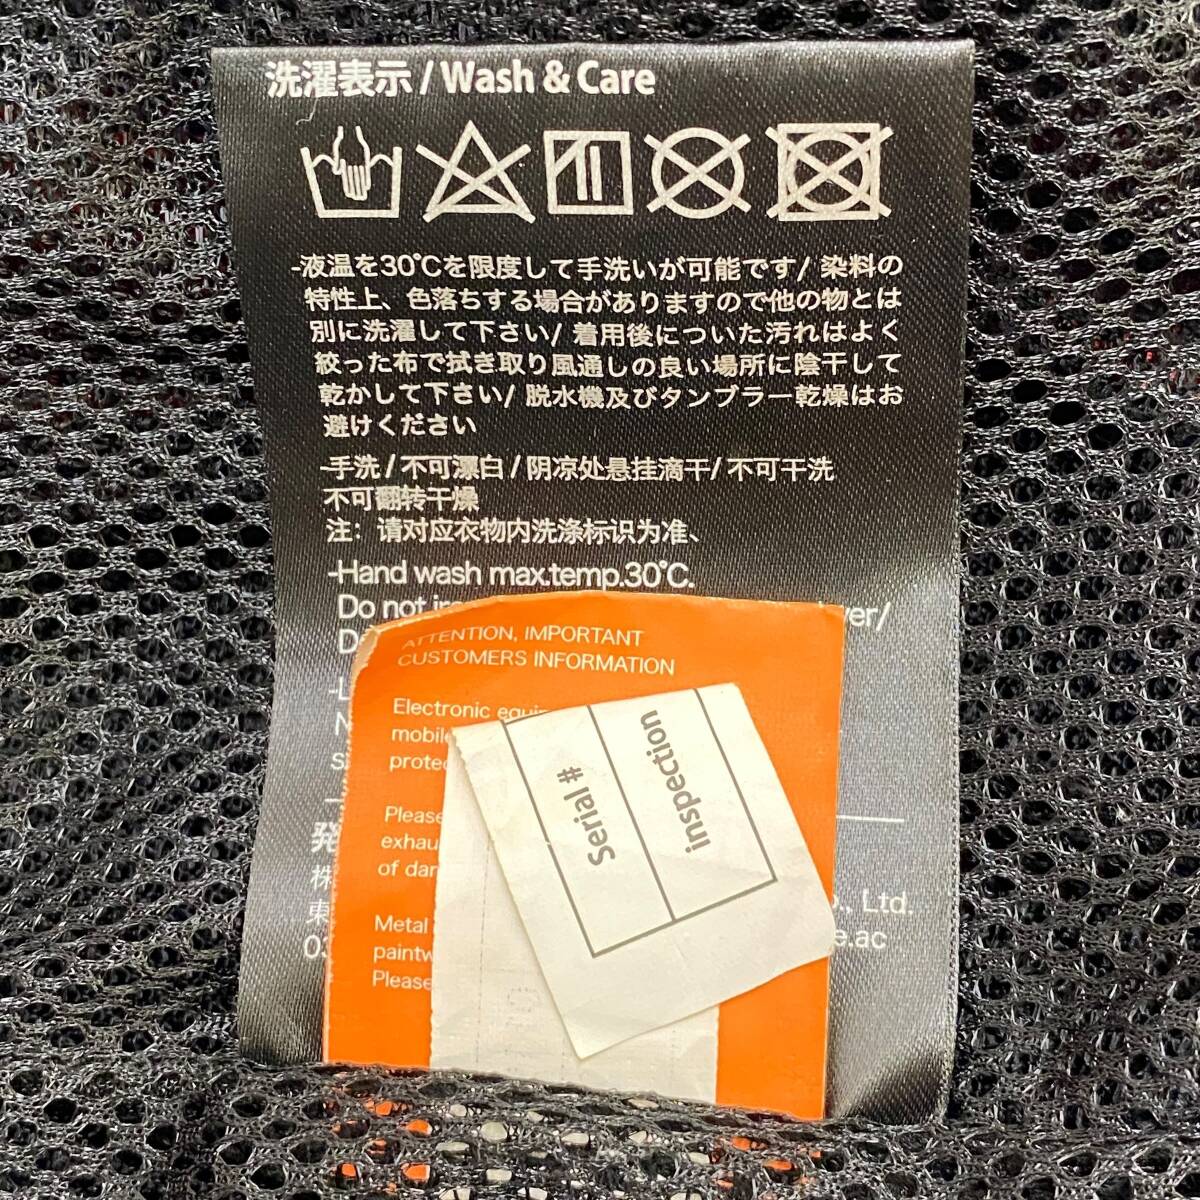 洗濯表示 / Wash & Care
-液温を30℃を限度して手洗いが可能です/ 染料の
特性上、色落ちする場合がありますので他の物とは
別に洗濯して下さい/ 着用後についた汚れはよく
絞った布で拭き取り風通しの良い場所に陰干して
乾かして下さい/ 脱水機及びタンブラー乾燥はお
避けください
-手洗 / 不可漂白 / 阴凉处悬挂滴干/ 不可干洗
不可翻转干燥
注：请对应衣物内洗涤标识为准、
-Hand wash max.temp.30℃.
Do not
ATTENTION, IMPORTANT
CUSTOMERS INFORMATION
Electronic
mobile
Please
of
Metal
Please
Serial #
inspection
発
株
東
03
Ltd.
e.ac